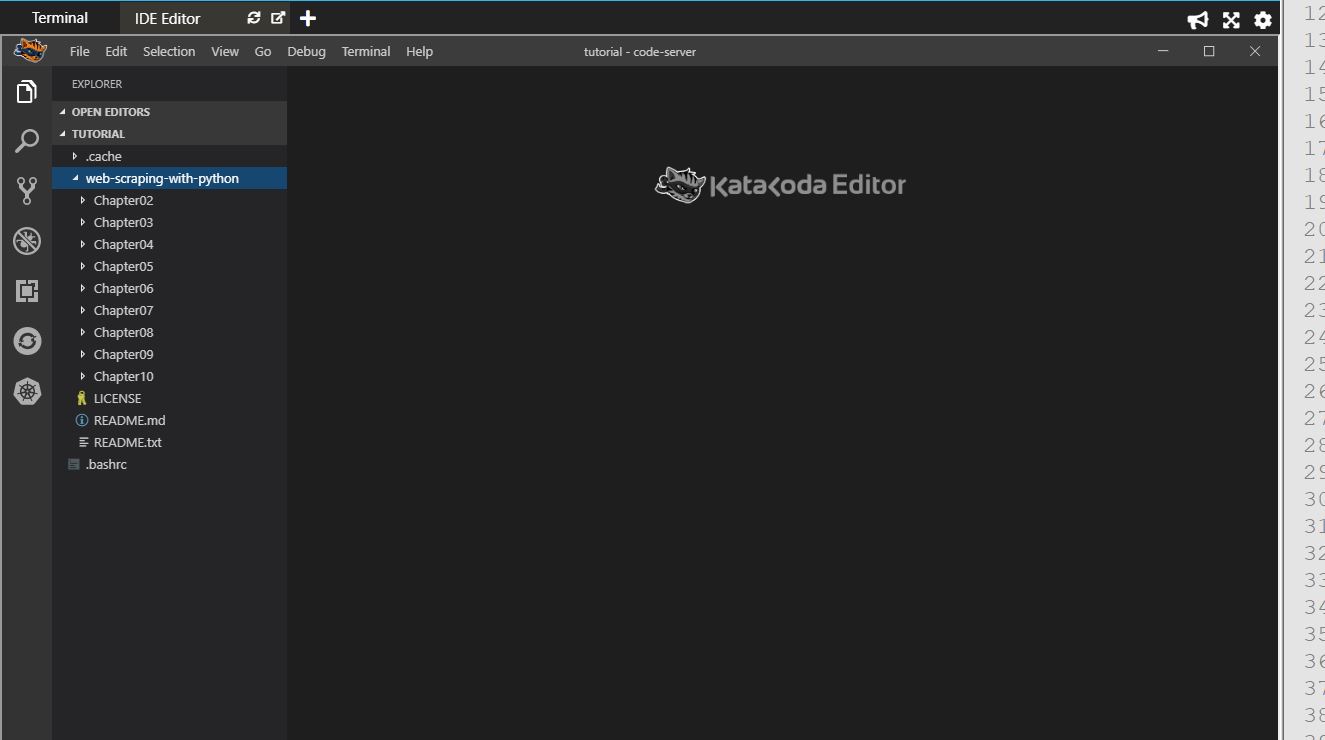 Terminal IDE Editor
File Edit Selection View Go Debug Terminal Help tutorial - code-server
EXPLORER
OPEN EDITORS
TUTORIAL
.cache
web-scraping-with-python
Chapter02
Chapter03
Chapter04
Chapter05
Chapter06
Chapter07
Chapter08
Chapter09
Chapter10
LICENSE
README.md
README.txt
.bashrc
KataKoda Editor
12
13
14
15
16
17
18
19
20
21
22
23
24
25
26
27
28
29
30
31
32
33
34
35
36
37
38